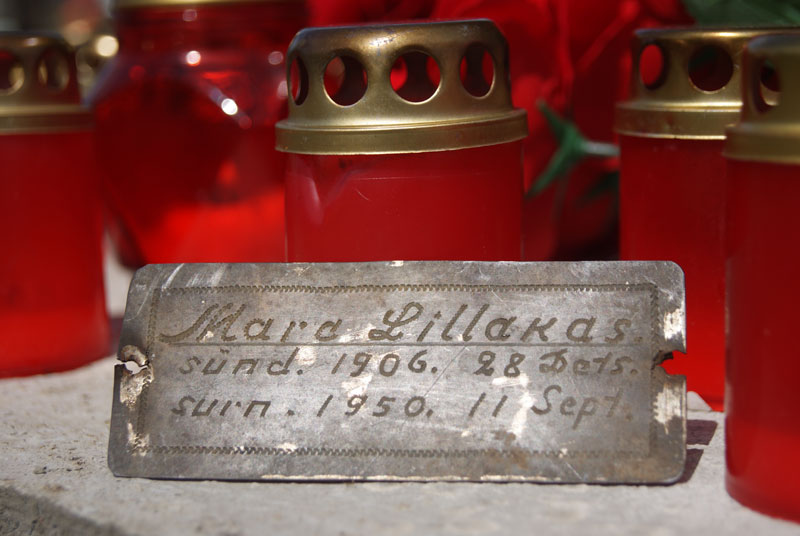 Mara Lillakas.
sünd. 1906. 28 Dets.
surn. 1950. 11 Sept.